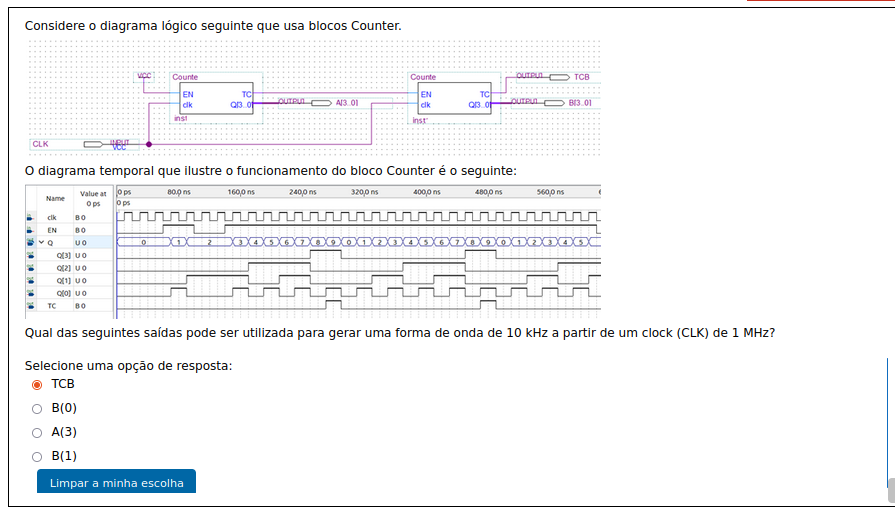 Considere o diagrama lógico seguinte que usa blocos Counter.
VCC Counte Counte OUTPUT TCB
EN TC EN TC
clk Q[3..0] OUTPUT A[3..0] clk Q[3..0] OUTPUT B[3..0]
inst inst'
CLK INPUT
VCC
O diagrama temporal que ilustre o funcionamento do bloco Counter é o seguinte:
Name Value at 0 ps 0 ps 80,0 ns 160,0 ns 240,0 ns 320,0 ns 400,0 ns 480,0 ns 560,0 ns
0 ps
clk B 0
EN B 0
Q U 0 0 1 2 3 4 5 6 7 8 9 0 1 2 3 4 5 6 7 8 9 0 1 2 3 4 5
Q[3] U 0
Q[2] U 0
Q[1] U 0
Q[0] U 0
TC B 0
Qual das seguintes saídas pode ser utilizada para gerar uma forma de onda de 10 kHz a partir de um clock (CLK) de 1 MHz?
Selecione uma opção de resposta:
TCB
B(0)
A(3)
B(1)
Limpar a minha escolha